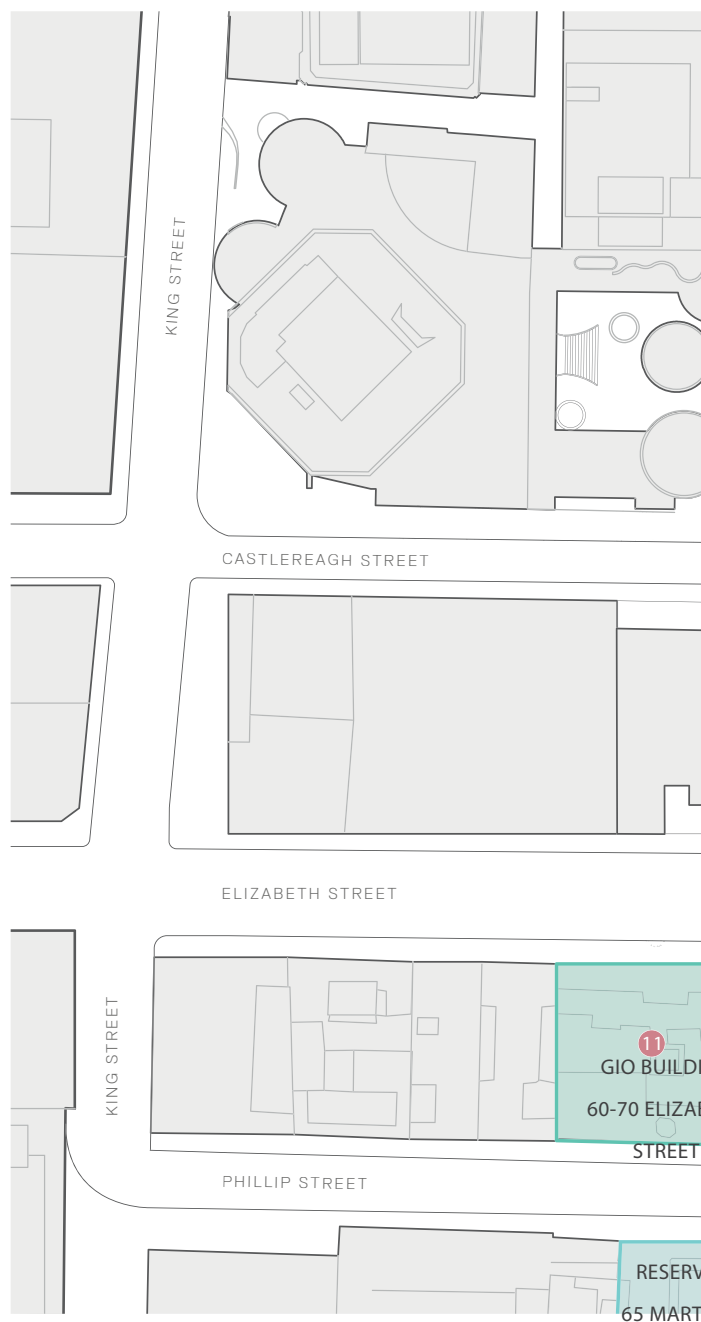 KING STREET
CASTLEREAGH STREET
ELIZABETH STREET
KING STREET
11
GIO BUILDI
60-70 ELIZAB
STREET
PHILLIP STREET
RESERV
65 MART